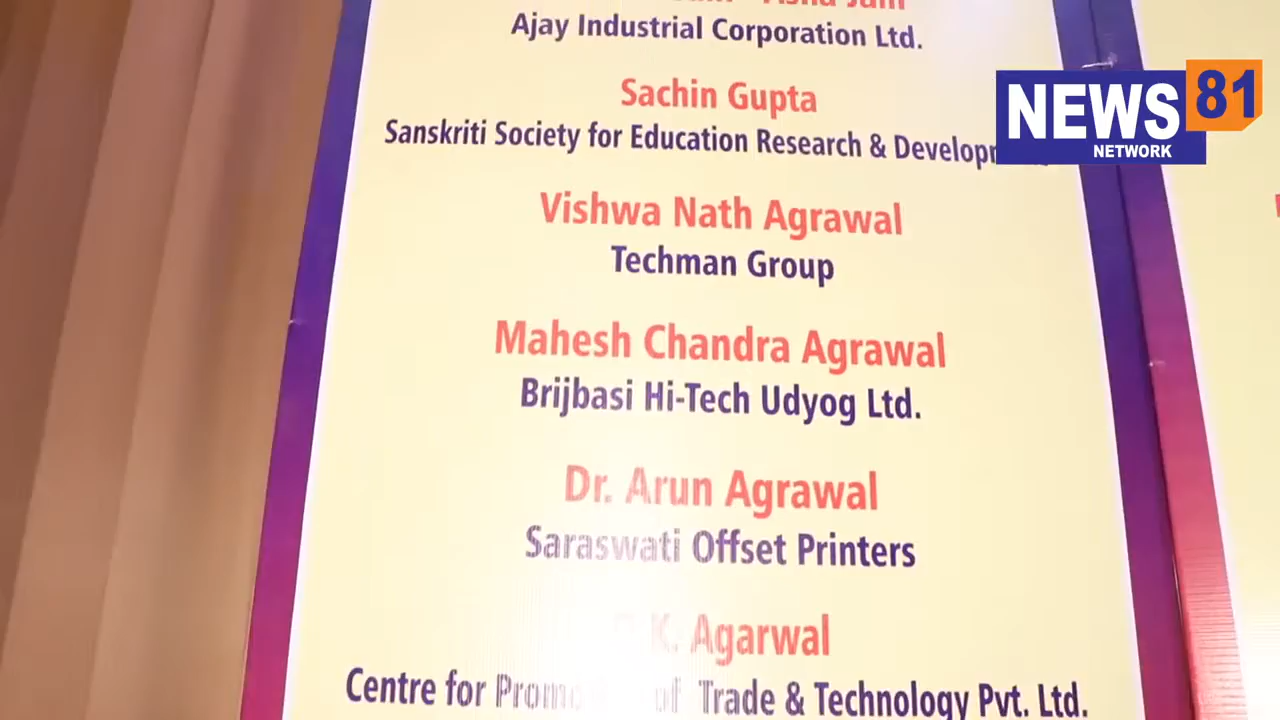 Jain
Ajay Industrial Corporation Ltd.
Sachin Gupta
Sanskriti Society for Education Research &
Vishwa Nath Agrawal
Techman Group
Mahesh Chandra Agrawal
Brijbasi Hi-Tech Udyog Ltd.
Dr. Arun Agrawal
Saraswati Offset Printers
K. Agarwal
Centre for of Trade & Technology Pvt. Ltd.
NEWS 81
NETWORK